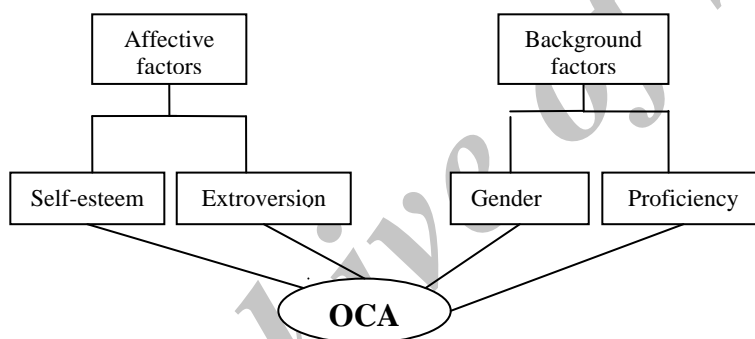 Affective
factors
Background
factors
Self-esteem
Extroversion
Gender
Proficiency
OCA